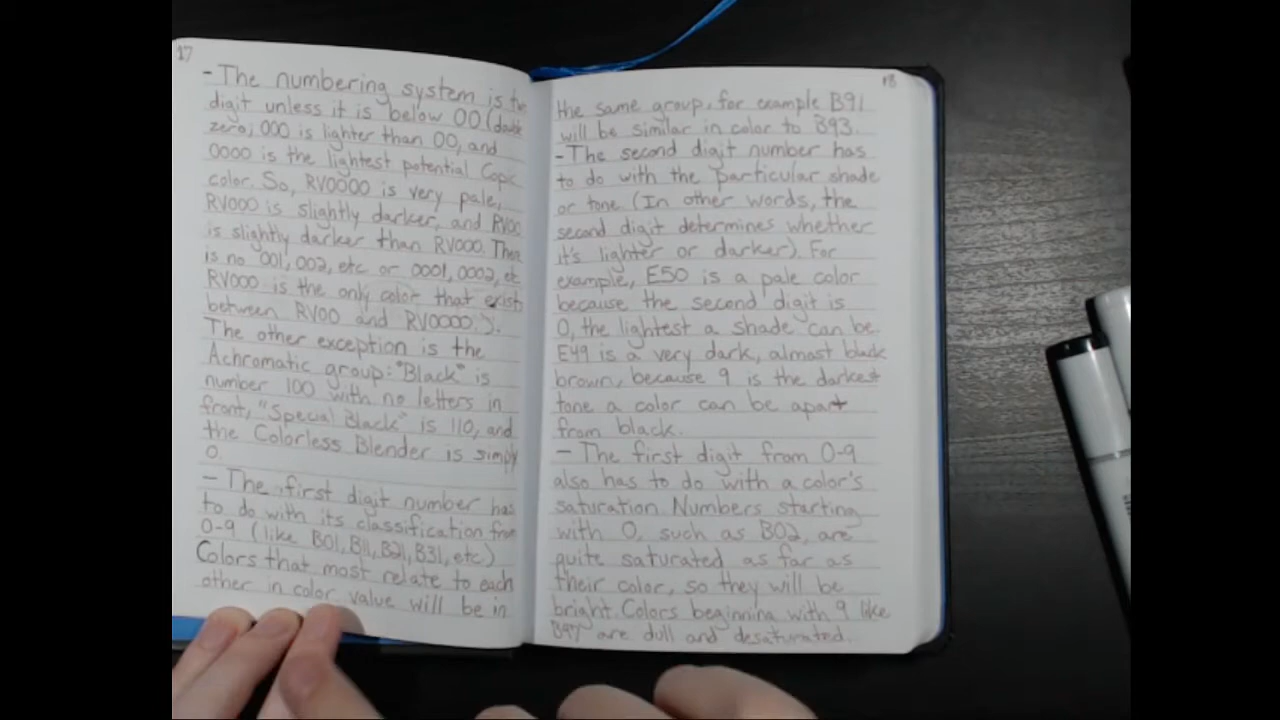 17
- The numbering system is the
digit unless it is below 00 (double
zero; 000 is lighter than 00, and
0000 is the lightest potential Copic
color. So, RV0000 is very pale,
RV000 is slightly darker, and RV00
is slightly darker than RV000. There
is no 001, 002, etc or 0001, 0002, etc
RV000 is the only color that exists
between RV00 and RV0000.).
The other exception is the
Achromatic group: "Black" is
number 100 with no letters in
front, "Special Black" is 110, and
the Colorless Blender is simply
0.
- The first digit number has
to do with its classification from
0-9 (like B01, B11, B21, B31, etc)
Colors that most relate to each
other in color value will be in
18
the same group, for example B91
will be similar in color to B93.
- The second digit number has
to do with the particular shade
or tone (In other words, the
second digit determines whether
it's lighter or darker). For
example, E50 is a pale color
because the second digit is
0, the lightest a shade can be.
E49 is a very dark, almost black
brown, because 9 is the darkest
tone a color can be apart
from black.
- The first digit from 0-9
also has to do with a color's
saturation. Numbers starting
with 0, such as B02, are
quite saturated as far as
their color, so they will be
bright. Colors beginning with 9 like
B97 are dull and desaturated.